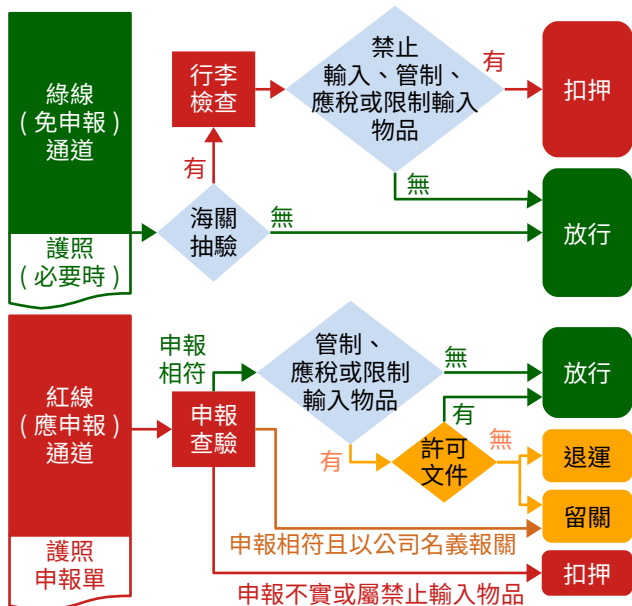 綠線
(免申報)
通道
護照
(必要時)
海關
抽驗
有
無
行李
檢查
禁止
輸入、管制、
應稅或限制輸入
物品
有
無
扣押
放行
紅線
(應申報)
通道
護照
申報單
申報
查驗
申報
相符
管制、
應稅或限制
輸入物品
無
有
許可
文件
有
無
放行
退運
留關
扣押
申報相符且以公司名義報關
申報不實或屬禁止輸入物品